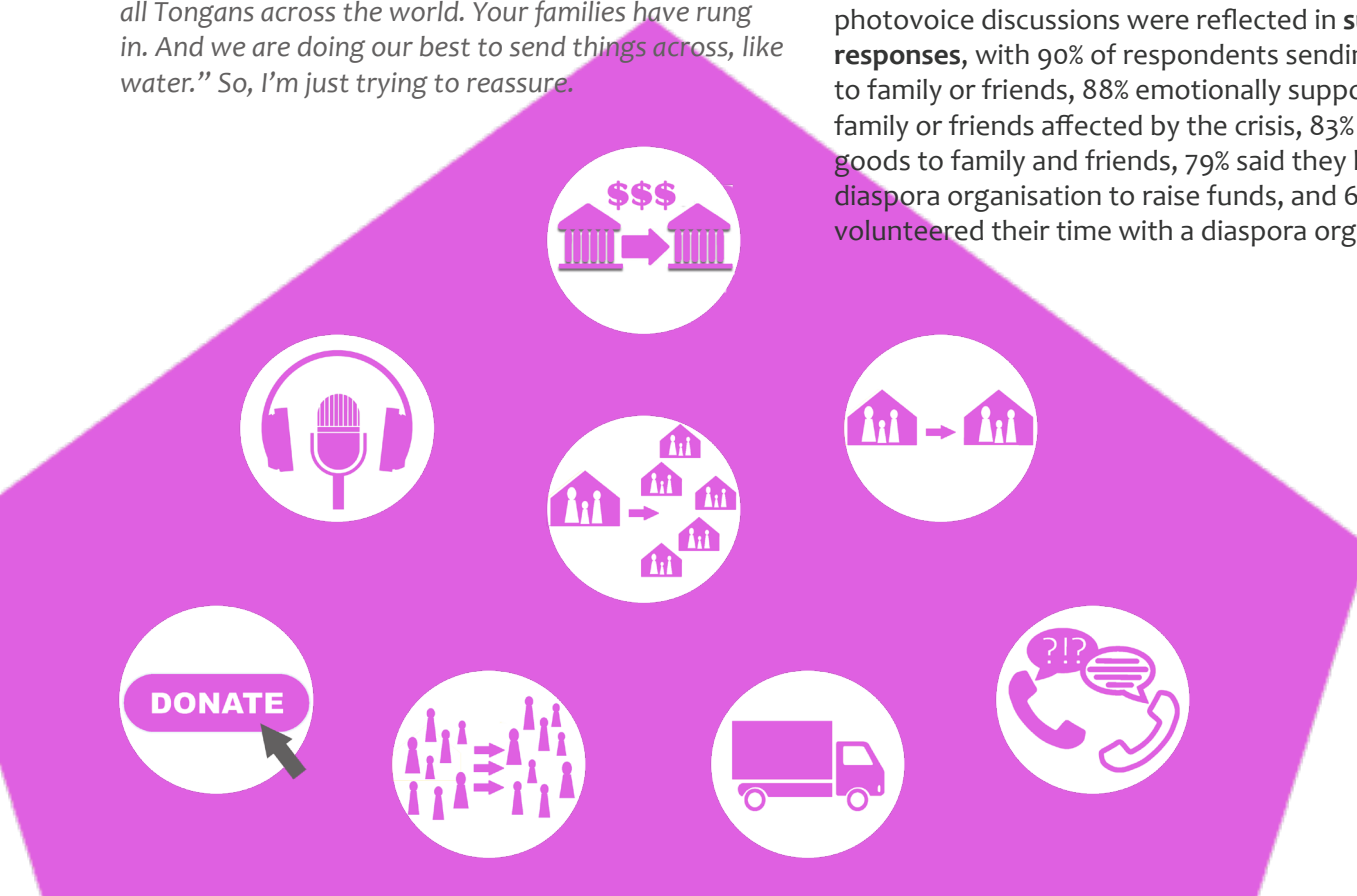 all Tongans across the world. Your families have rung
in. And we are doing our best to send things across, like
water.” So, I'm just trying to reassure.
photovoice discussions were reflected in
responses, with 90% of respondents
to family or friends, 88% emotionally
family or friends affected by the crisis, 83%
goods to family and friends, 79% said they
diaspora organisation to raise funds, and
volunteered their time with a diaspora
$$$
?!?
DONATE